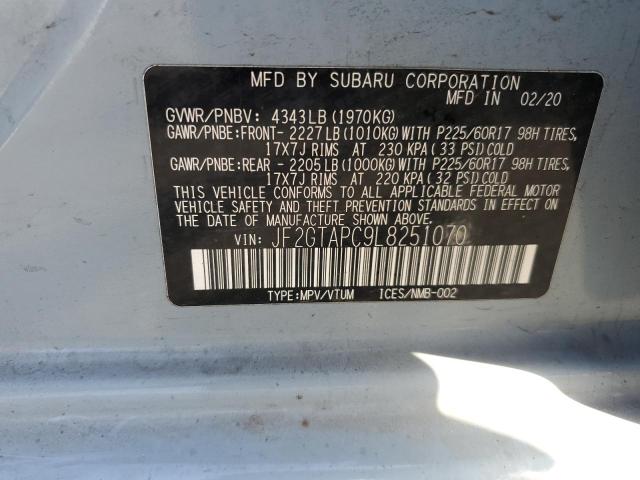 MFD BY SUBARU CORPORATION
MFD IN 02/20
GVWR/PNBV: 4343LB (1970KG)
GAWR/PNBE:FRONT- 2227LB(1010KG)WITH P225/60R17 98H TIRES,
17X7J RIMS AT 230 KPA(33 PSI)COLD
GAWR/PNBE:REAR - 2205LB(1000KG)WITH P225/60R17 98H TIRES,
17X7J RIMS AT 220 KPA(32 PSI)COLD
THIS VEHICLE CONFORMS TO ALL APPLICABLE FEDERAL MOTOR
VEHICLE SAFETY AND THEFT PREVENTION STANDARDS IN EFFECT ON
THE DATE OF MANUFACTURE SHOWN ABOVE.
VIN: JF2GTAPC9L8251070
TYPE:MPV/VTUM ICES/NMB-002